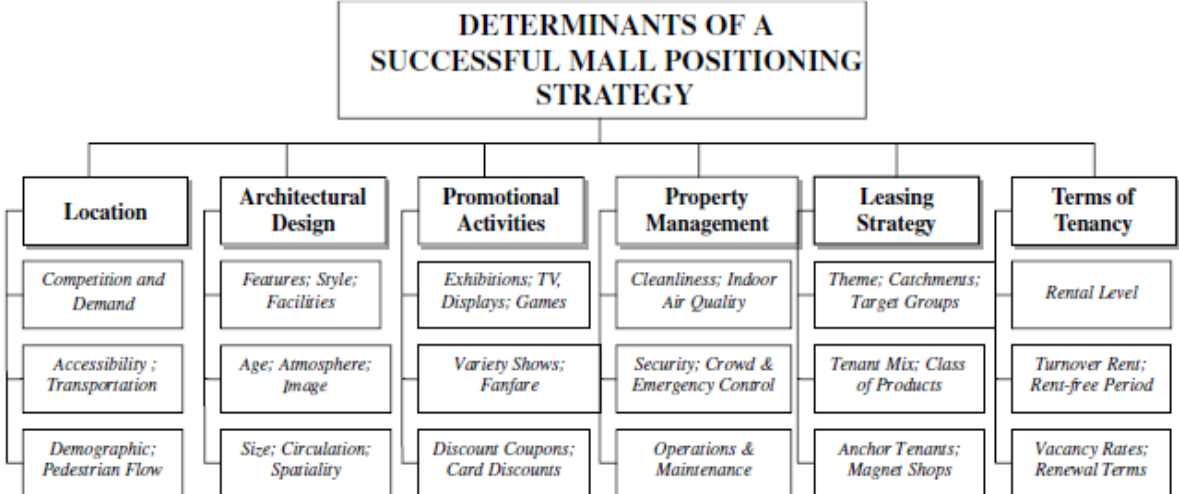 DETERMINANTS OF A
SUCCESSFUL MALL POSITIONING
STRATEGY
Location
Competition and
Demand
Accessibility ;
Transportation
Demographic;
Pedestrian Flow
Architectural
Design
Features; Style;
Facilities
Age; Atmosphere;
Image
Size; Circulation;
Spatiality
Promotional
Activities
Exhibitions; TV,
Displays; Games
Variety Shows;
Fanfare
Discount Coupons;
Card Discounts
Property
Management
Cleanliness; Indoor
Air Quality
Security; Crowd &
Emergency Control
Operations &
Maintenance
Leasing
Strategy
Theme; Catchments;
Target Groups
Tenant Mix; Class
of Products
Anchor Tenants;
Magnet Shops
Terms of
Tenancy
Rental Level
Turnover Rent;
Rent-free Period
Vacancy Rates;
Renewal Terms